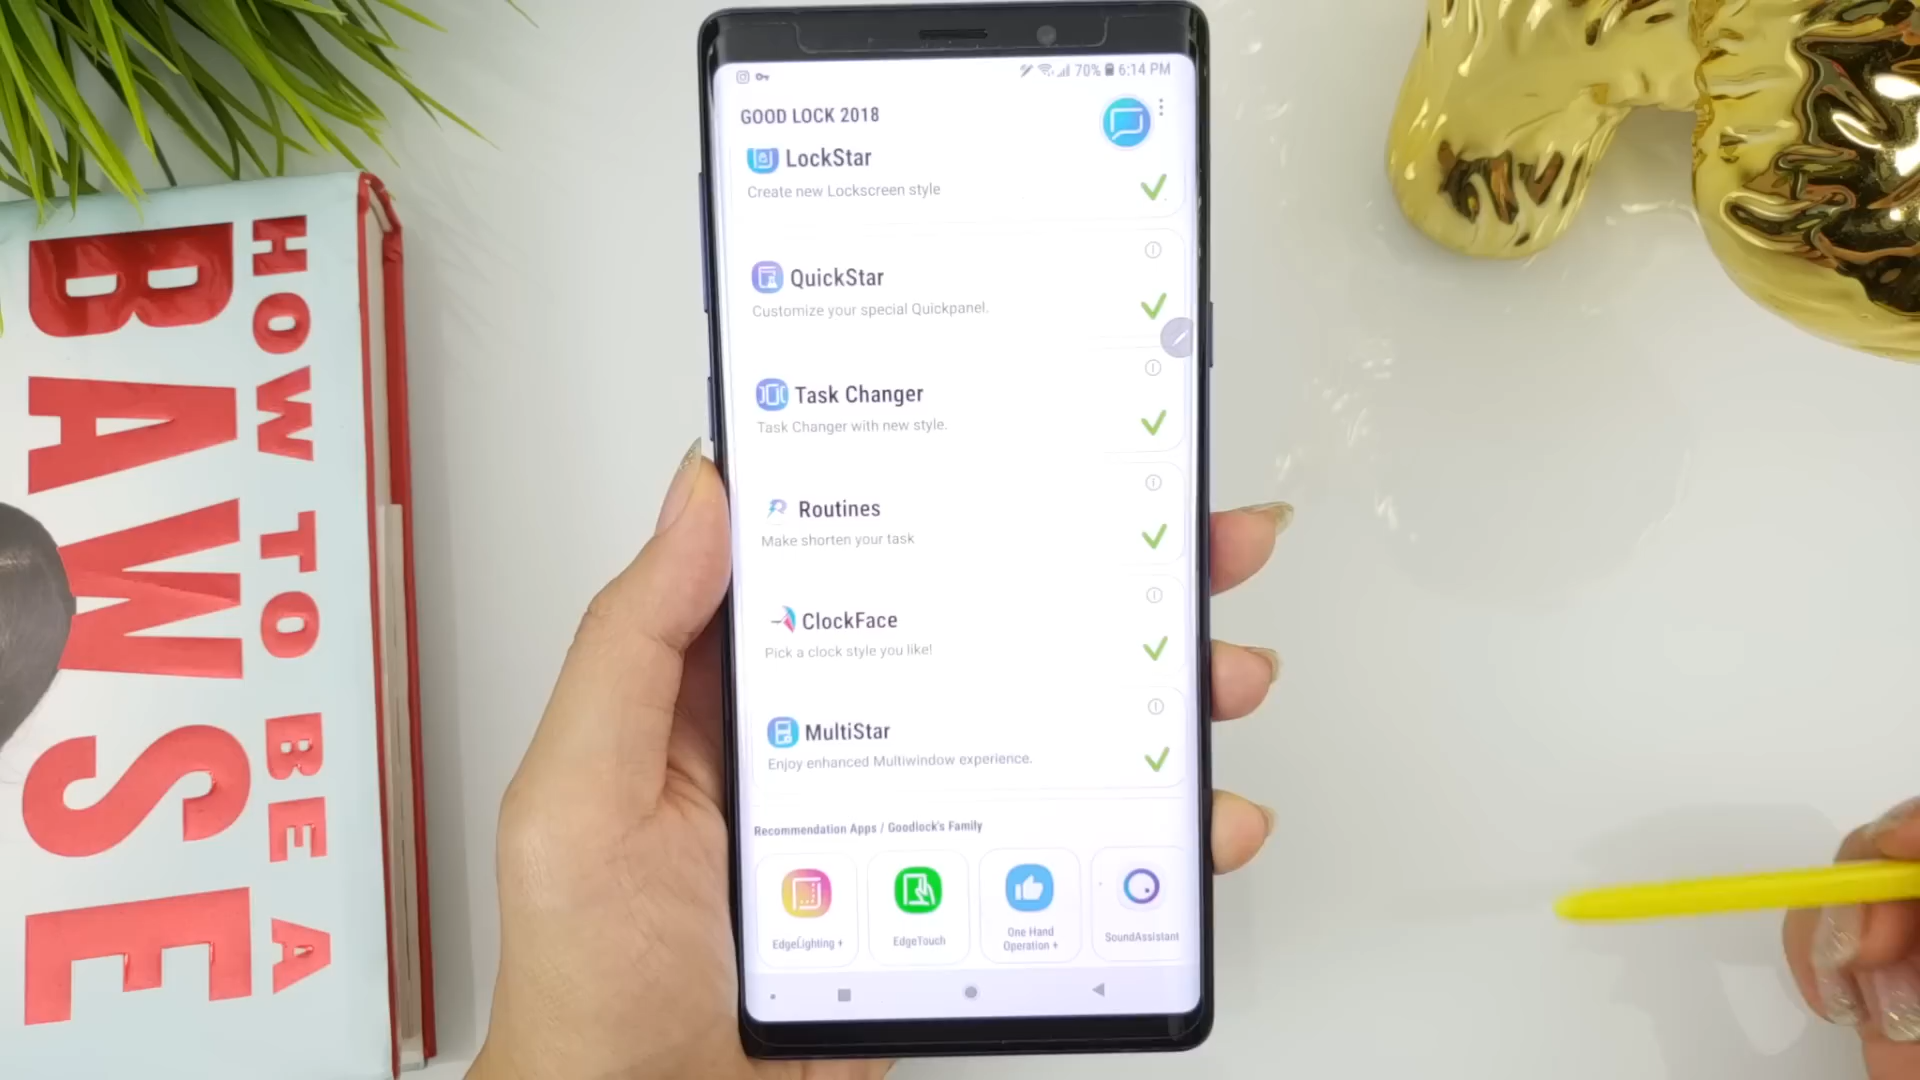 HOW TO BE A
BAWSE
70% 6:14 PM
GOOD LOCK 2018
LockStar
Create new Lockscreen style
QuickStar
Customize your special Quickpanel.
Task Changer
Task Changer with new style.
Routines
Make shorten your task
ClockFace
Pick a clock style you like!
MultiStar
Enjoy enhanced Multiwindow experience.
Recommendation Apps / Goodlock's Family
EdgeLighting +
EdgeTouch
One Hand
Operation +
SoundAssistant